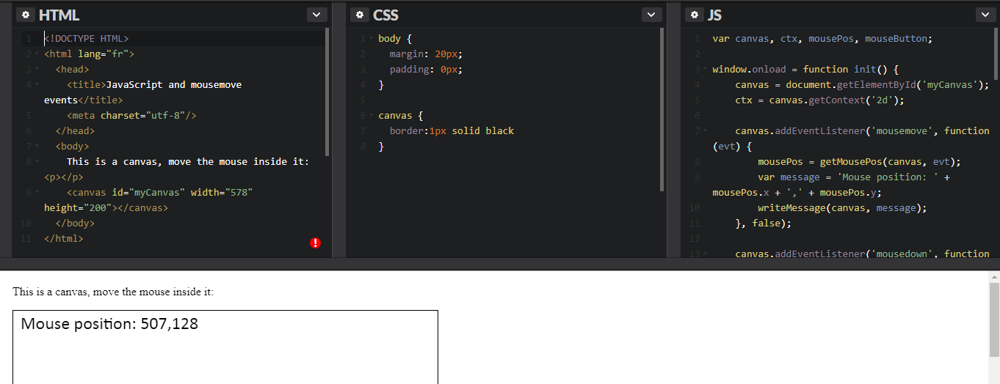 HTML
1 <!DOCTYPE HTML>
2 <html lang="fr">
3 <head>
4 <title>JavaScript and mousemove
events</title>
5 <meta charset="utf-8"/>
6 </head>
7 <body>
8 This is a canvas, move the mouse inside it:
<p></p>
9 <canvas id="myCanvas" width="578"
height="200"></canvas>
10 </body>
11 </html>
!
CSS
1 body {
2 margin: 20px;
3 padding: 0px;
4 }
5
6 canvas {
7 border:1px solid black
8 }
JS
1 var canvas, ctx, mousePos, mouseButton;
2
3 window.onload = function init() {
4 canvas = document.getElementById('myCanvas');
5 ctx = canvas.getContext('2d');
6
7 canvas.addEventListener('mousemove', function
(evt) {
8 mousePos = getMousePos(canvas, evt);
9 var message = 'Mouse position: ' +
mousePos.x + ',' + mousePos.y;
10 writeMessage(canvas, message);
11 }, false);
12
13 canvas.addEventListener('mousedown', function
This is a canvas, move the mouse inside it:
Mouse position: 507,128